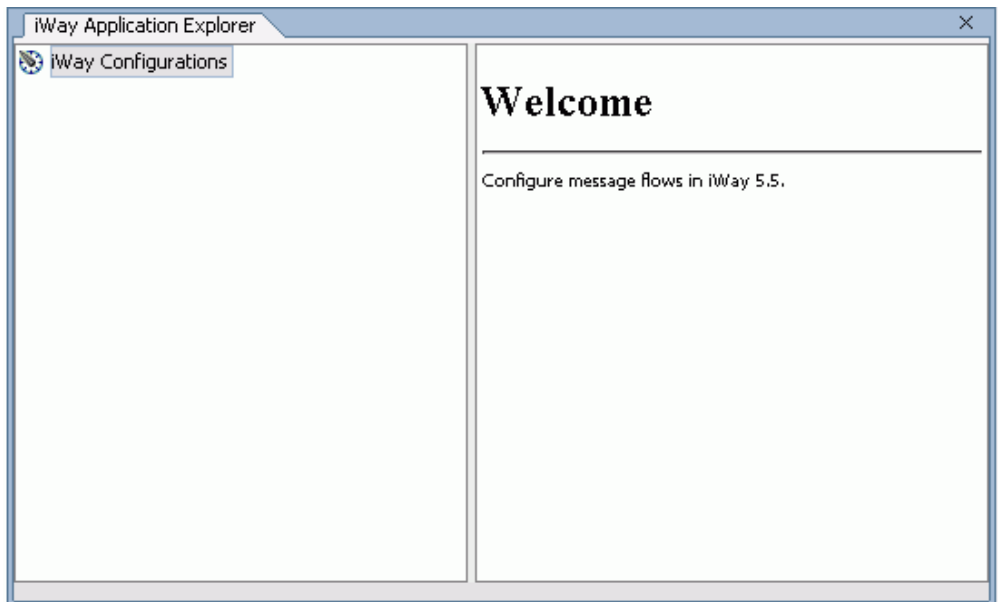 iWay Application Explorer
iWay Configurations
Welcome
Configure message flows in iWay 5.5.